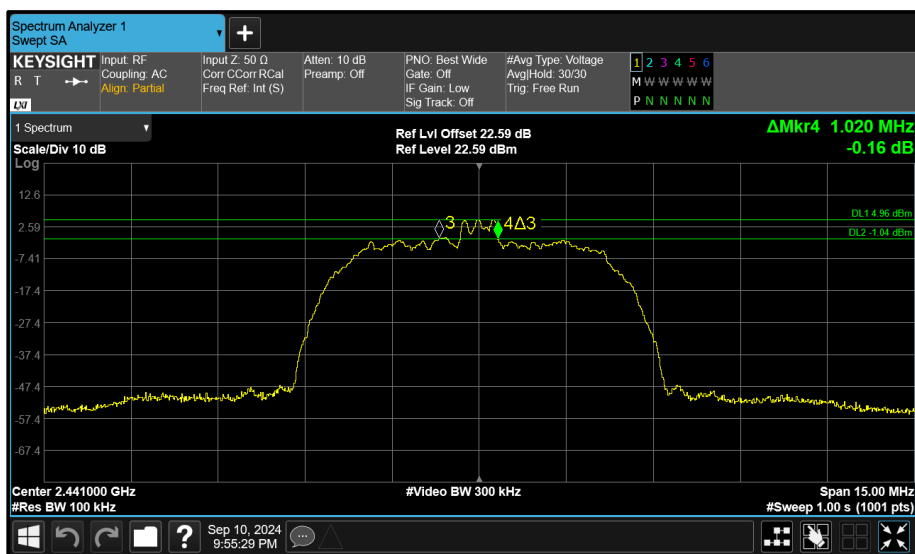 Spectrum Analyzer 1
Swept SA
KEYSIGHT
R T
LXI
Input: RF
Coupling: AC
Align: Partial
Input Z: 50 Ω
Corr CCorr RCal
Freq Ref: Int (S)
Atten: 10 dB
Preamp: Off
PNO: Best Wide
Gate: Off
IF Gain: Low
Sig Track: Off
#Avg Type: Voltage
Avg|Hold: 30/30
Trig: Free Run
1 2 3 4 5 6
M W W W W W
P N N N N N
1 Spectrum
Scale/Div 10 dB
Log
Ref Lvl Offset 22.59 dB
Ref Level 22.59 dBm
ΔMkr4 1.020 MHz
-0.16 dB
12.6
2.59
-7.41
-17.4
-27.4
-37.4
-47.4
-57.4
-67.4
3
4Δ3
DL1 4.96 dBm
DL2 -1.04 dBm
Center 2.441000 GHz
#Res BW 100 kHz
#Video BW 300 kHz
Span 15.00 MHz
#Sweep 1.00 s (1001 pts)
?
Sep 10, 2024
9:55:29 PM